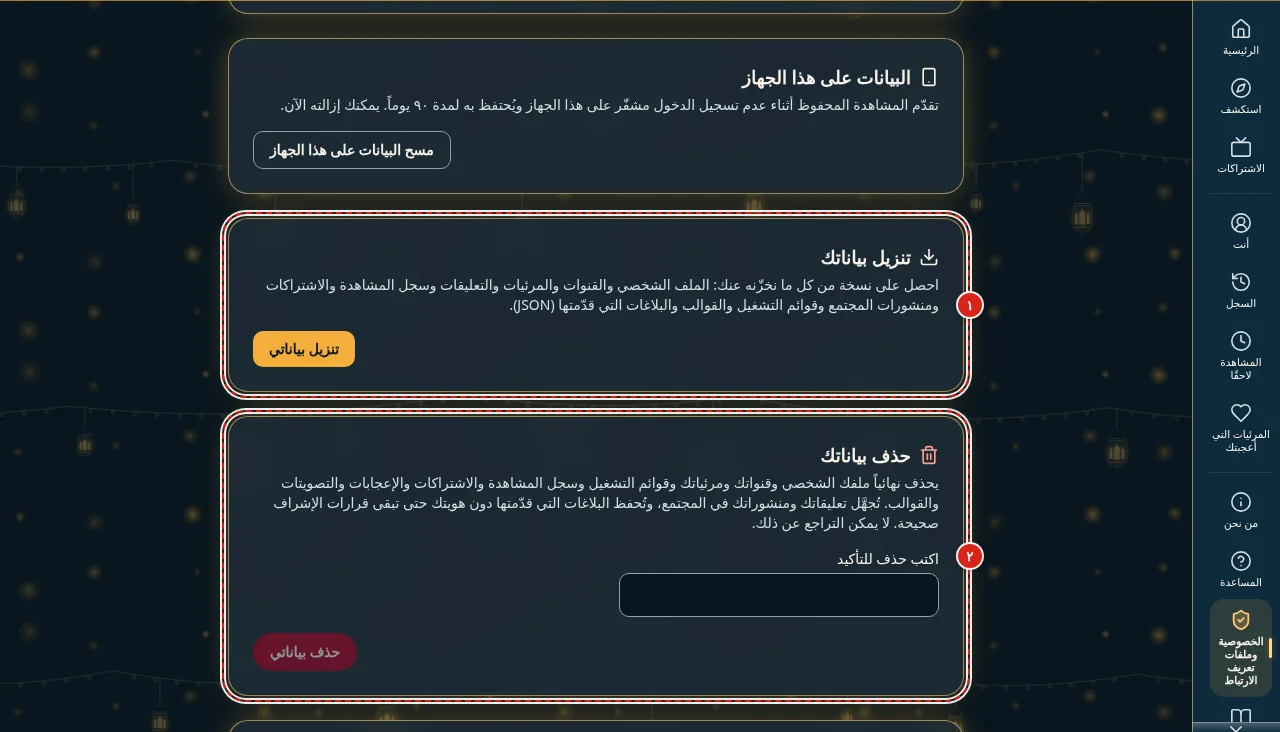 الرئيسية
استكشف
الاشتراكات
أنت
السجل
المشاهدة
لاحقًا
المرئيات التي
أعجبتك
من نحن
المساعدة
الخصوصية
وملفات
تعريف
الارتباط
البيانات على هذا الجهاز
تقدّم المشاهدة المحفوظ أثناء عدم تسجيل الدخول مشفّر على هذا الجهاز ويُحتفظ به لمدة ٩٠ يوماً. يمكنك إزالته الآن.
مسح البيانات على هذا الجهاز
١
تنزيل بياناتك
احصل على نسخة من كل ما نخزّنه عنك: الملف الشخصي والقنوات والمرئيات والتعليقات وسجل المشاهدة والاشتراكات
ومنشورات المجتمع وقوائم التشغيل والقوالب والبلاغات التي قدّمتها (JSON).
تنزيل بياناتي
٢
حذف بياناتك
يحذف نهائياً ملفك الشخصي وقنواتك ومرئياتك وقوائم التشغيل وسجل المشاهدة والاشتراكات والإعجابات والتصويتات
والقوالب. تُجهَّل تعليقاتك ومنشوراتك في المجتمع، وتُحفظ البلاغات التي قدّمتها دون هويتك حتى تبقى قرارات الإشراف
صحيحة. لا يمكن التراجع عن ذلك.
اكتب حذف للتأكيد
حذف بياناتي